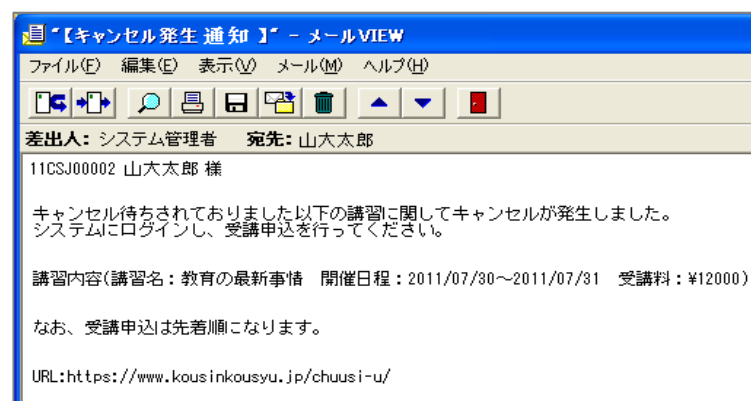 "【キャンセル発生通知】" - メールVIEW
ファイル(F) 編集(E) 表示(V) メール(M) ヘルプ(H)
差出人: システム管理者 宛先: 山大太郎
11CSJ00002 山大太郎 様
キャンセル待ちされておりました以下の講習に関してキャンセルが発生しました。
システムにログインし、受講申込を行ってください。
講習内容(講習名：教育の最新事情 開催日程：2011/07/30～2011/07/31 受講料：¥12000)
なお、受講申込は先着順になります。
URL:https://www.kousinkousyu.jp/chuusi-u/